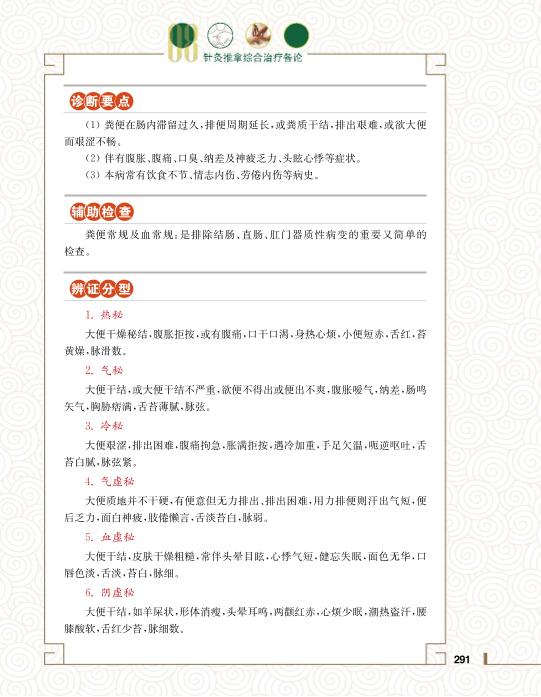 针灸推拿综合治疗备论
诊断要点
（1）粪便在肠内滞留过久，排便周期延长，或粪质干结，排出艰难，或欲大便
而艰涩不畅。
（2）伴有腹胀、腹痛、口臭、纳差及神疲乏力、头眩心悸等症状。
（3）本病常有饮食不节、情志内伤、劳倦内伤等病史。
辅助检查
粪便常规及血常规：是排除结肠、直肠、肛门器质性病变的重要又简单的
检查。
辨证分型
1. 热秘
大便干燥秘结，腹胀拒按，或有腹痛，口干口渴，身热心烦，小便短赤，舌红，苔
黄燥，脉滑数。
2. 气秘
大便干结，或大便干结不严重，欲便不得出或便出不爽，腹胀嗳气，纳差，肠鸣
矢气，胸胁痞满，舌苔薄腻，脉弦。
3. 冷秘
大便艰涩，排出困难，腹痛拘急，胀满拒按，遇冷加重，手足欠温，呃逆呕吐，舌
苔白腻，脉弦紧。
4. 气虚秘
大便质地并不干硬，有便意但无力排出、排出困难，用力排便则汗出气短，便
后乏力，面白神疲，肢倦懒言，舌淡苔白，脉弱。
5. 血虚秘
大便干结，皮肤干燥粗糙，常伴头晕目眩，心悸气短，健忘失眠，面色无华，口
唇色淡，舌淡，苔白，脉细。
6. 阴虚秘
大便干结，如羊屎状，形体消瘦，头晕耳鸣，两颧红赤，心烦少眠，潮热盗汗，腰
膝酸软，舌红少苔，脉细数。
291